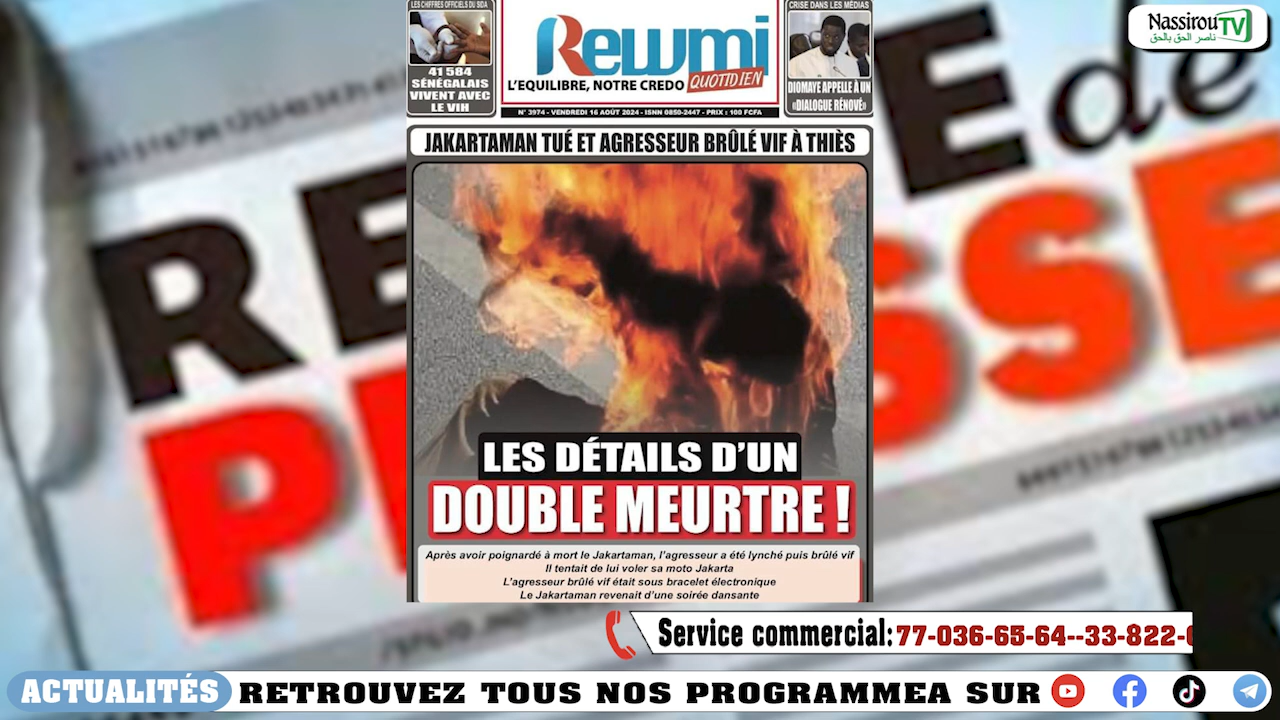 LES CHIFFRES OFFICIELS DU SIDA
41 584
SÉNÉGALAIS
VIVENT AVEC
LE VIH
Rewmi
QUOTIDIEN
L'EQUILIBRE, NOTRE CREDO
N° 3974 - VENDREDI 16 AOÛT 2024 - ISNN 0850-2447 - PRIX : 100 FCFA
CRISE DANS LES MÉDIAS
DIOMAYE APPELLE À UN
«DIALOGUE RÉNOVÉ»
NassirouTV
ناصر الحق بالحق
JAKARTAMAN TUÉ ET AGRESSEUR BRÛLÉ VIF À THIÈS
RE E de
P SSE
LES DÉTAILS D'UN
DOUBLE MEURTRE !
Après avoir poignardé à mort le Jakartaman, l'agresseur a été lynché puis brûlé vif
Il tentait de lui voler sa moto Jakarta
L'agresseur brûlé vif était sous bracelet électronique
Le Jakartaman revenait d'une soirée dansante
Service commercial: 77-036-65-64--33-822-
ACTUALITÉS RETROUVEZ TOUS NOS PROGRAMMEA SUR